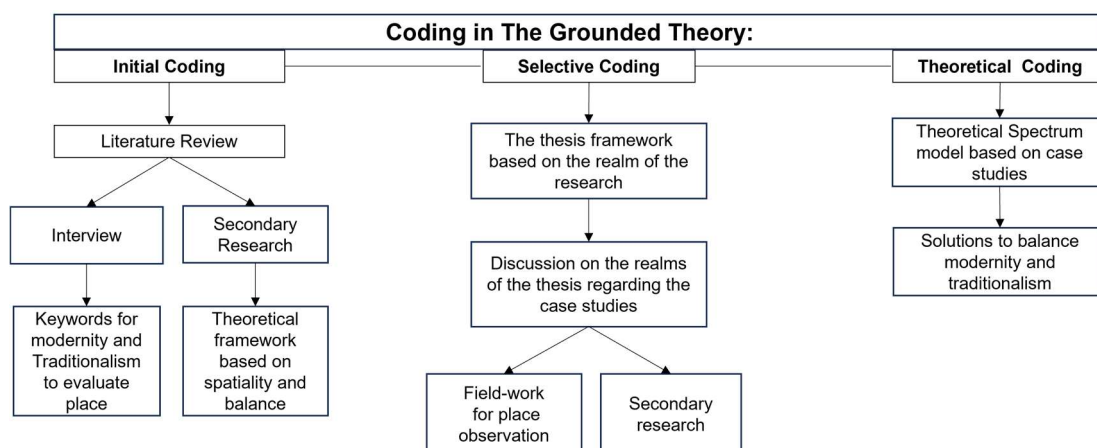 Coding in The Grounded Theory:
Initial Coding
Selective Coding
Theoretical Coding
Literature Review
Interview
Secondary
Research
Keywords for
modernity and
Traditionalism
to evaluate
place
Theoretical
framework
based on
spatiality and
balance
The thesis framework
based on the realm of the
research
Discussion on the realms
of the thesis regarding the
case studies
Field-work
for place
observation
Secondary
research
Theoretical Spectrum
model based on case
studies
Solutions to balance
modernity and
traditionalism